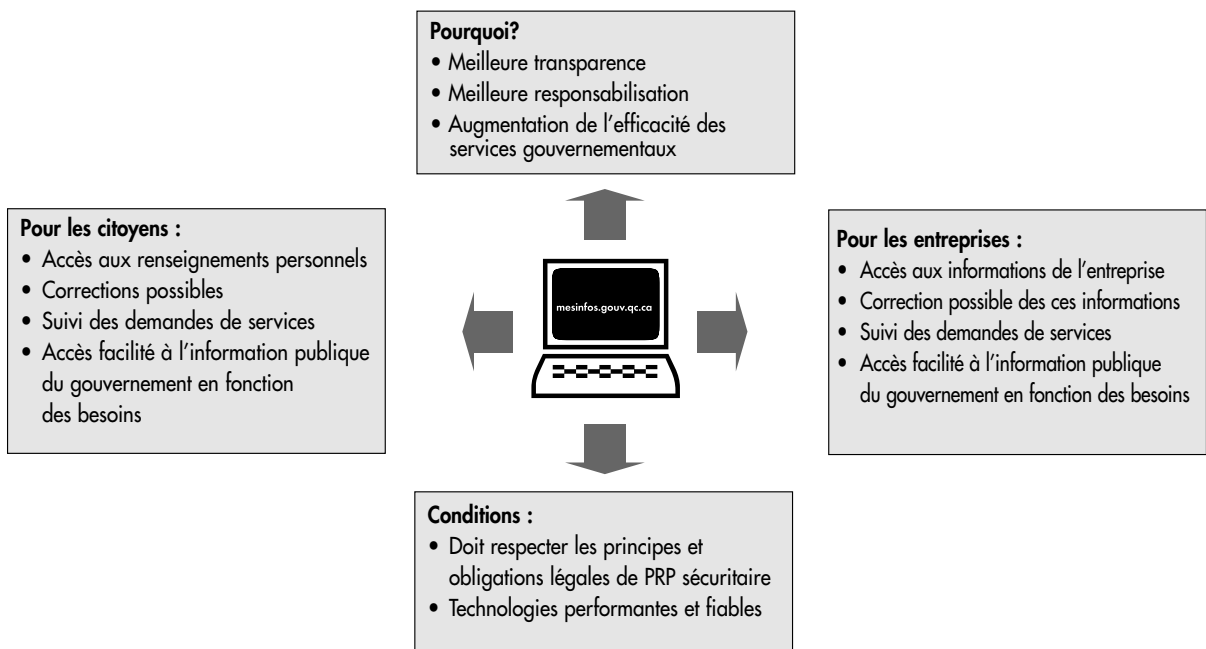 Pourquoi?
• Meilleure transparence
• Meilleure responsabilisation
• Augmentation de l'efficacité des
services gouvernementaux
Pour les citoyens :
• Accès aux renseignements personnels
• Corrections possibles
• Suivi des demandes de services
• Accès facilité à l'information publique
du gouvernement en fonction
des besoins
mesinfos.gouv.qc.ca
Pour les entreprises :
• Accès aux informations de l'entreprise
• Correction possible des ces informations
• Suivi des demandes de services
• Accès facilité à l'information publique
du gouvernement en fonction des besoins
Conditions :
• Doit respecter les principes et
obligations légales de PRP sécuritaire
• Technologies performantes et fiables